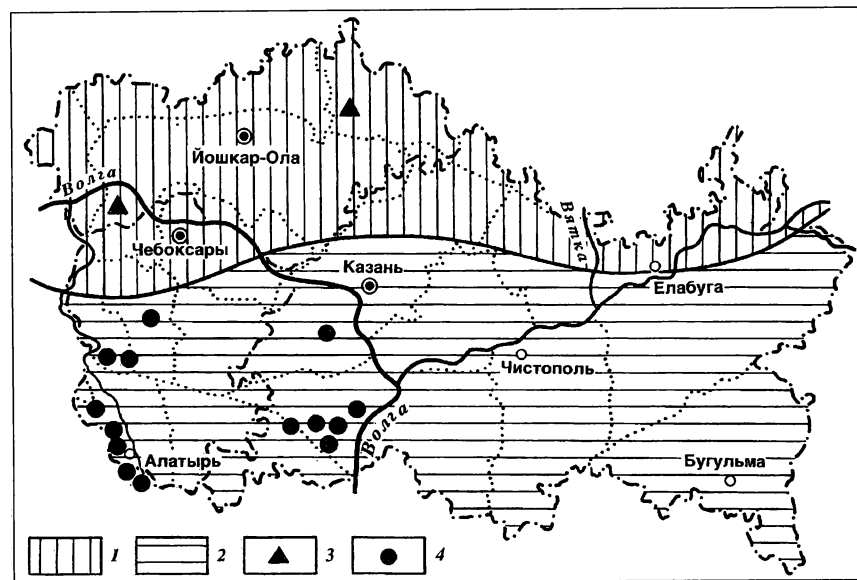 Йошкар-Ола
Волга
Чебоксары
Вятка
Казань
Елабуга
Чистополь
Волга
Алатырь
Бугульма
1 2 3 4